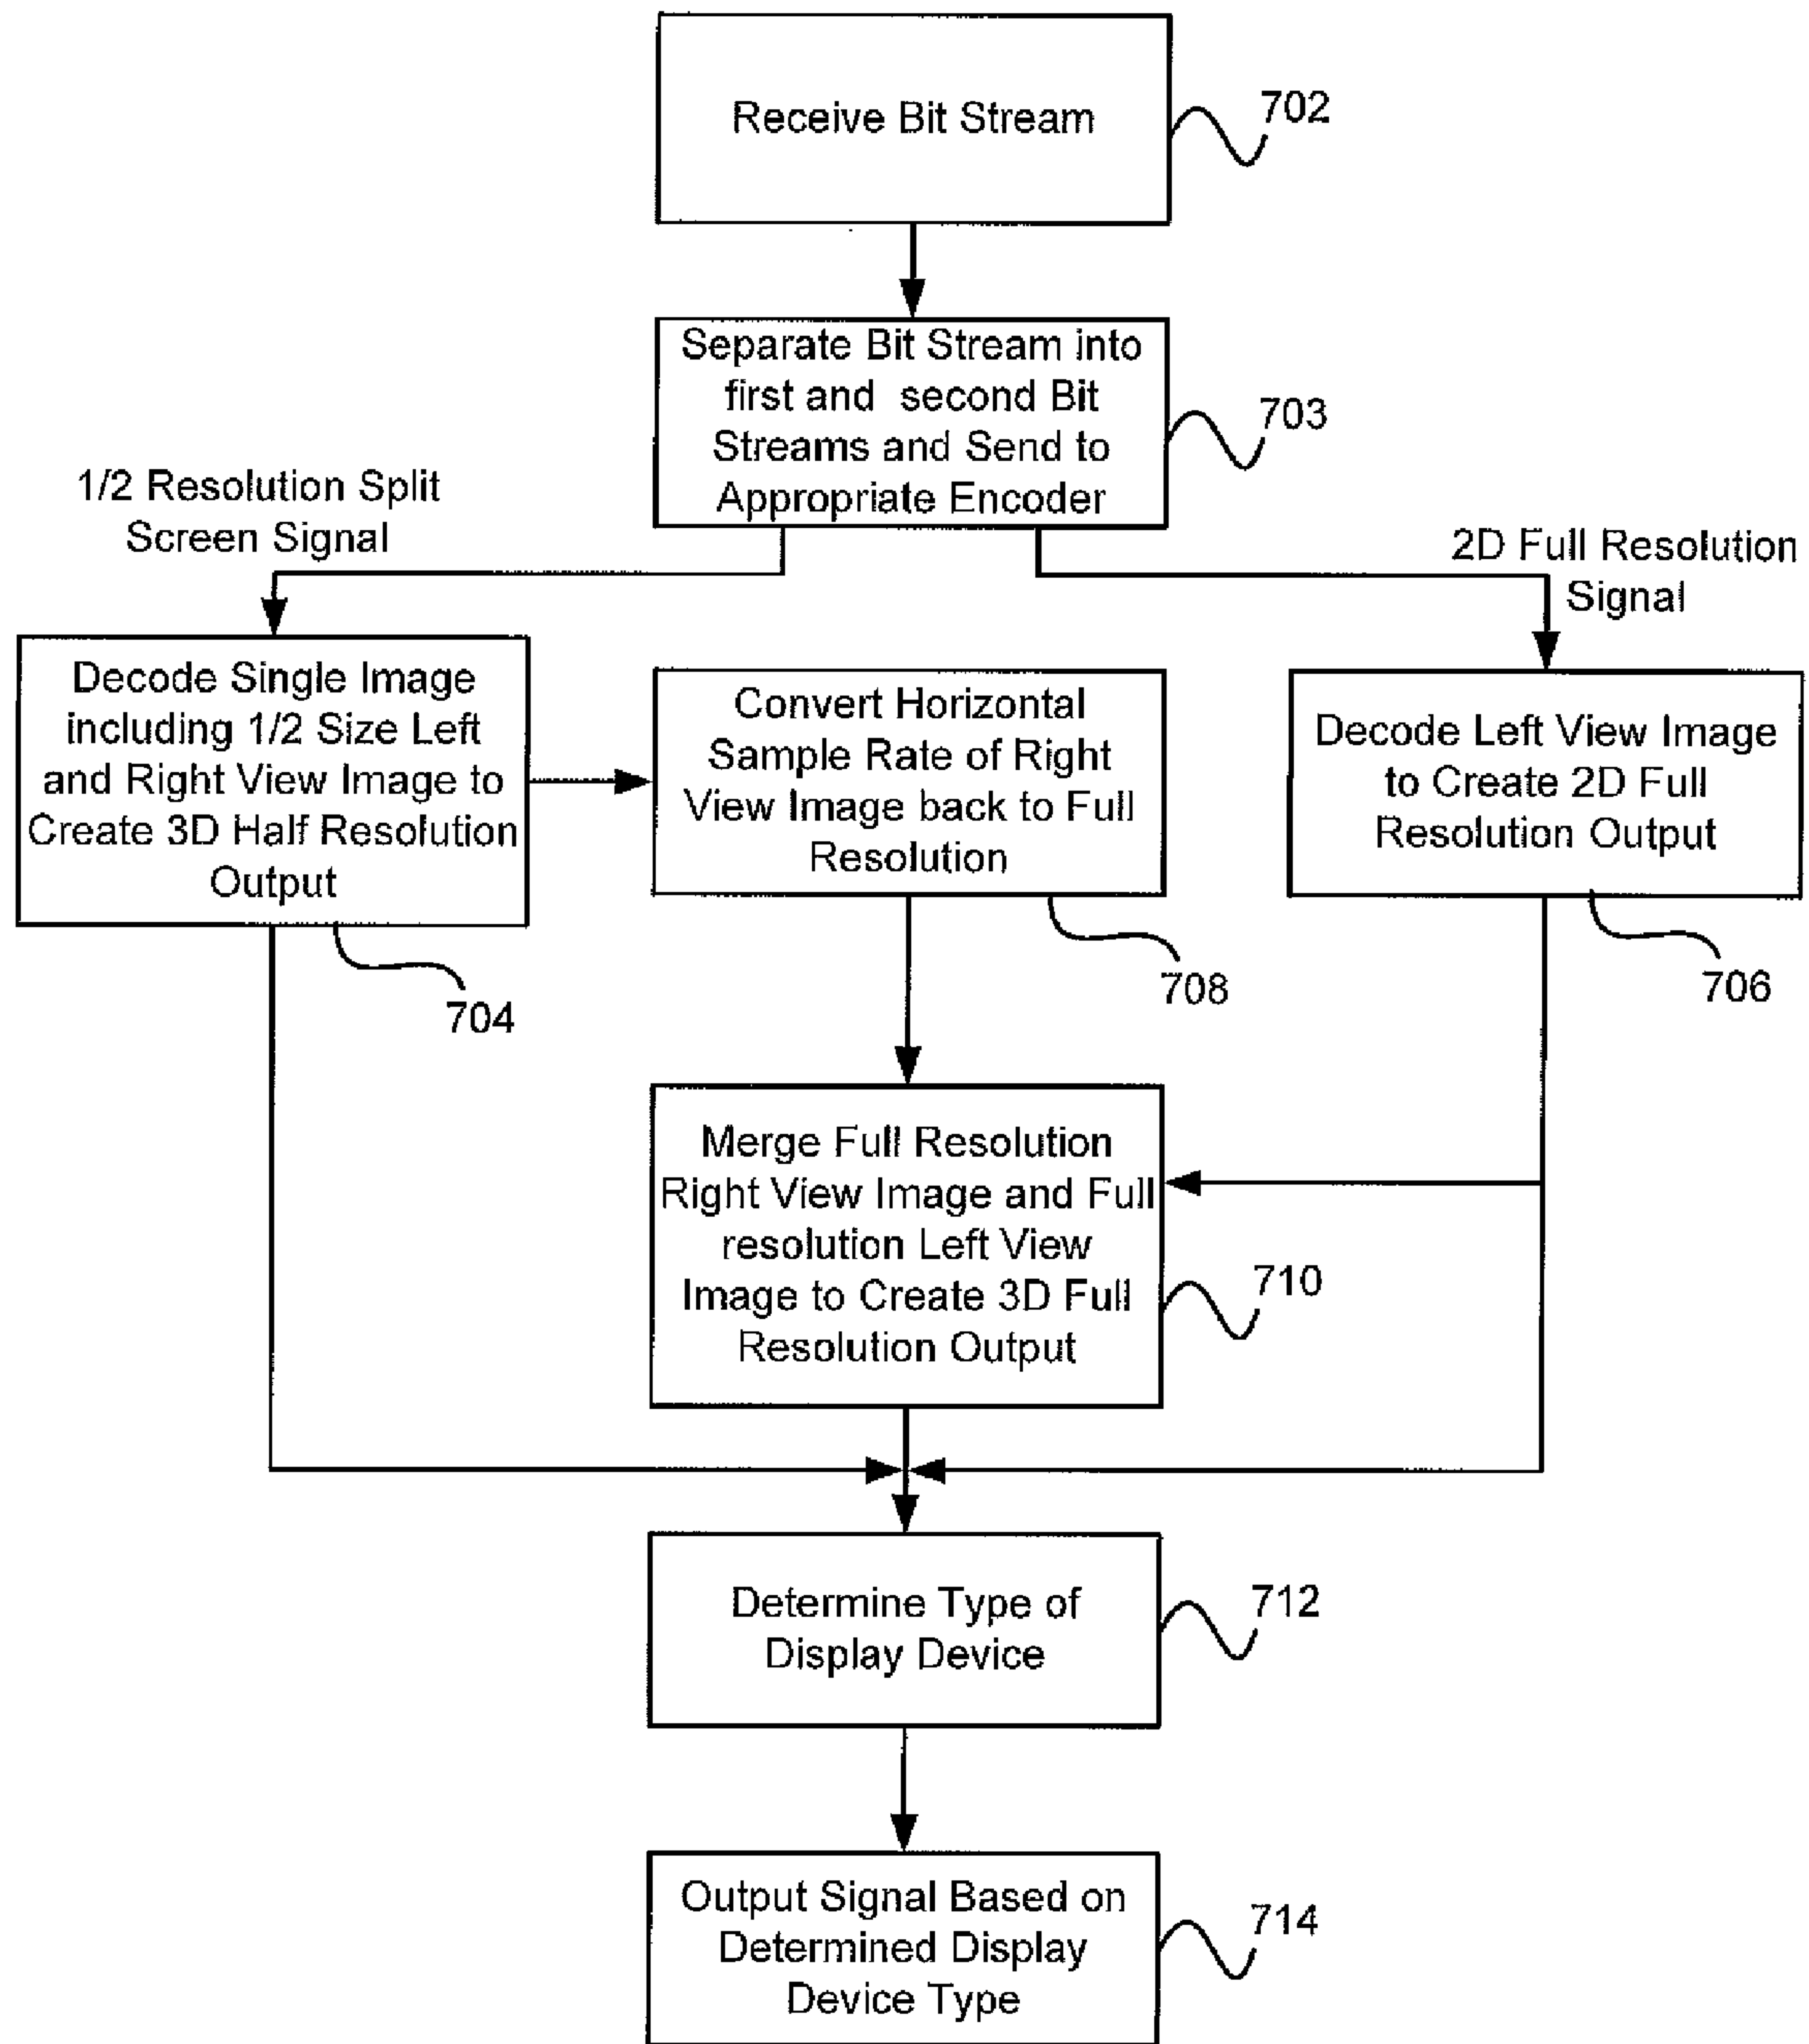 Receive Bit Stream
702
Separate Bit Stream into
first and second Bit
Streams and Send to
Appropriate Encoder
703
1/2 Resolution Split
Screen Signal
2D Full Resolution
Signal
Decode Single Image
including 1/2 Size Left
and Right View Image to
Create 3D Half Resolution
Output
704
Convert Horizontal
Sample Rate of Right
View Image back to Full
Resolution
708
Decode Left View Image
to Create 2D Full
Resolution Output
706
Merge Full Resolution
Right View Image and Full
resolution Left View
Image to Create 3D Full
Resolution Output
710
Determine Type of
Display Device
712
Output Signal Based on
Determined Display
Device Type
714